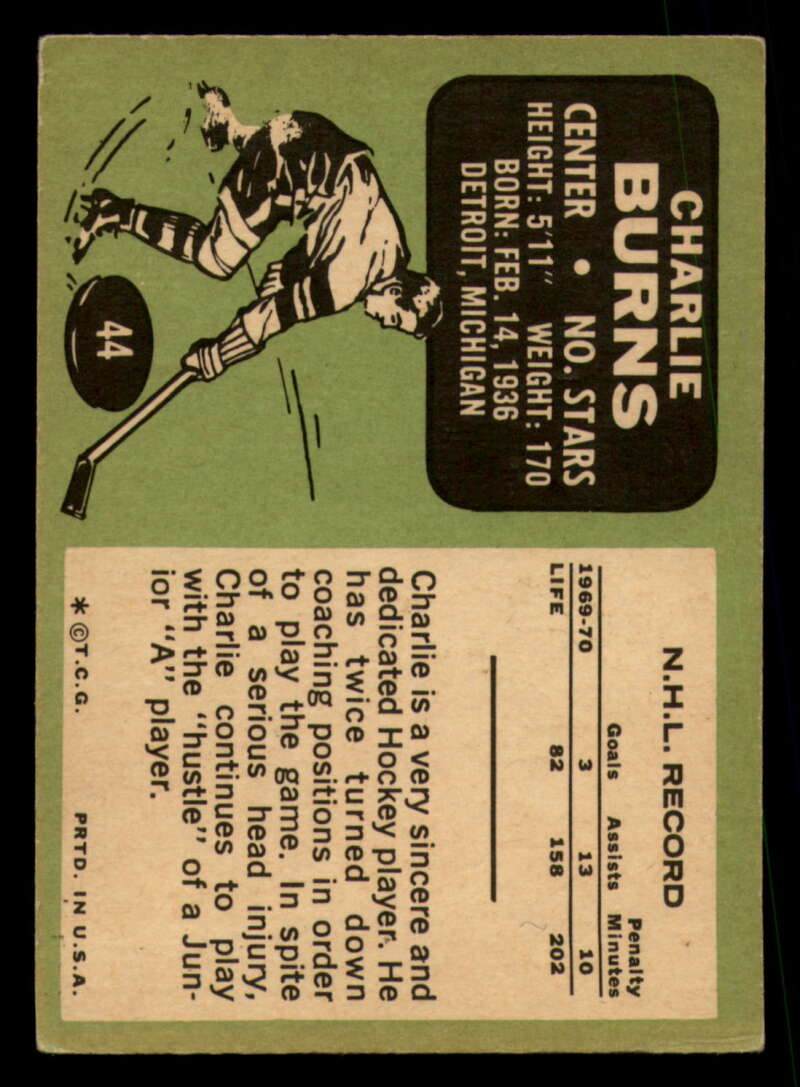 CHARLIE
BURNS
CENTER • NO. STARS
HEIGHT: 5'11" WEIGHT: 170
BORN: FEB. 14, 1936
DETROIT, MICHIGAN
44
N.H.L. RECORD
Penalty
Goals Assists Minutes
1969-70 3 13 10
LIFE 82 158 202
Charlie is a very sincere and
dedicated Hockey player. He
has twice turned down
coaching positions in order
to play the game. In spite
of a serious head injury,
Charlie continues to play
with the "hustle" of a Jun-
ior "A" player.
* © T.C.G. PRTD. IN U.S.A.